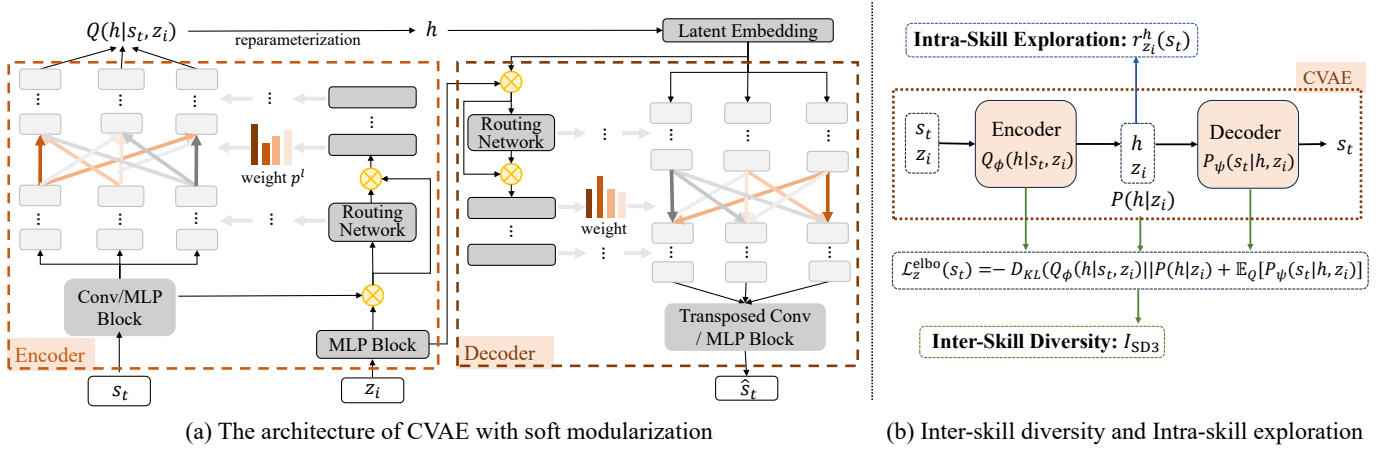 Q(h|s_t, z_i)
reparameterization
h
Latent Embedding
Routing
Network
weight p^l
Routing
Network
weight
Conv/MLP
Block
MLP Block
Transposed Conv
/ MLP Block
Encoder
Decoder
s_t
z_i
ŝ_t
(a) The architecture of CVAE with soft modularization
Intra-Skill Exploration: r^h_{z_i}(s_t)
CVAE
s_t
z_i
Encoder
Q_ϕ(h|s_t, z_i)
h
z_i
P(h|z_i)
Decoder
P_ψ(s_t|h, z_i)
s_t
ℒ_z^elbo(s_t) =− D_KL(Q_ϕ(h|s_t, z_i)||P(h|z_i) + 𝔼_Q[P_ψ(s_t|h, z_i)]
Inter-Skill Diversity: I_SD3
(b) Inter-skill diversity and Intra-skill exploration